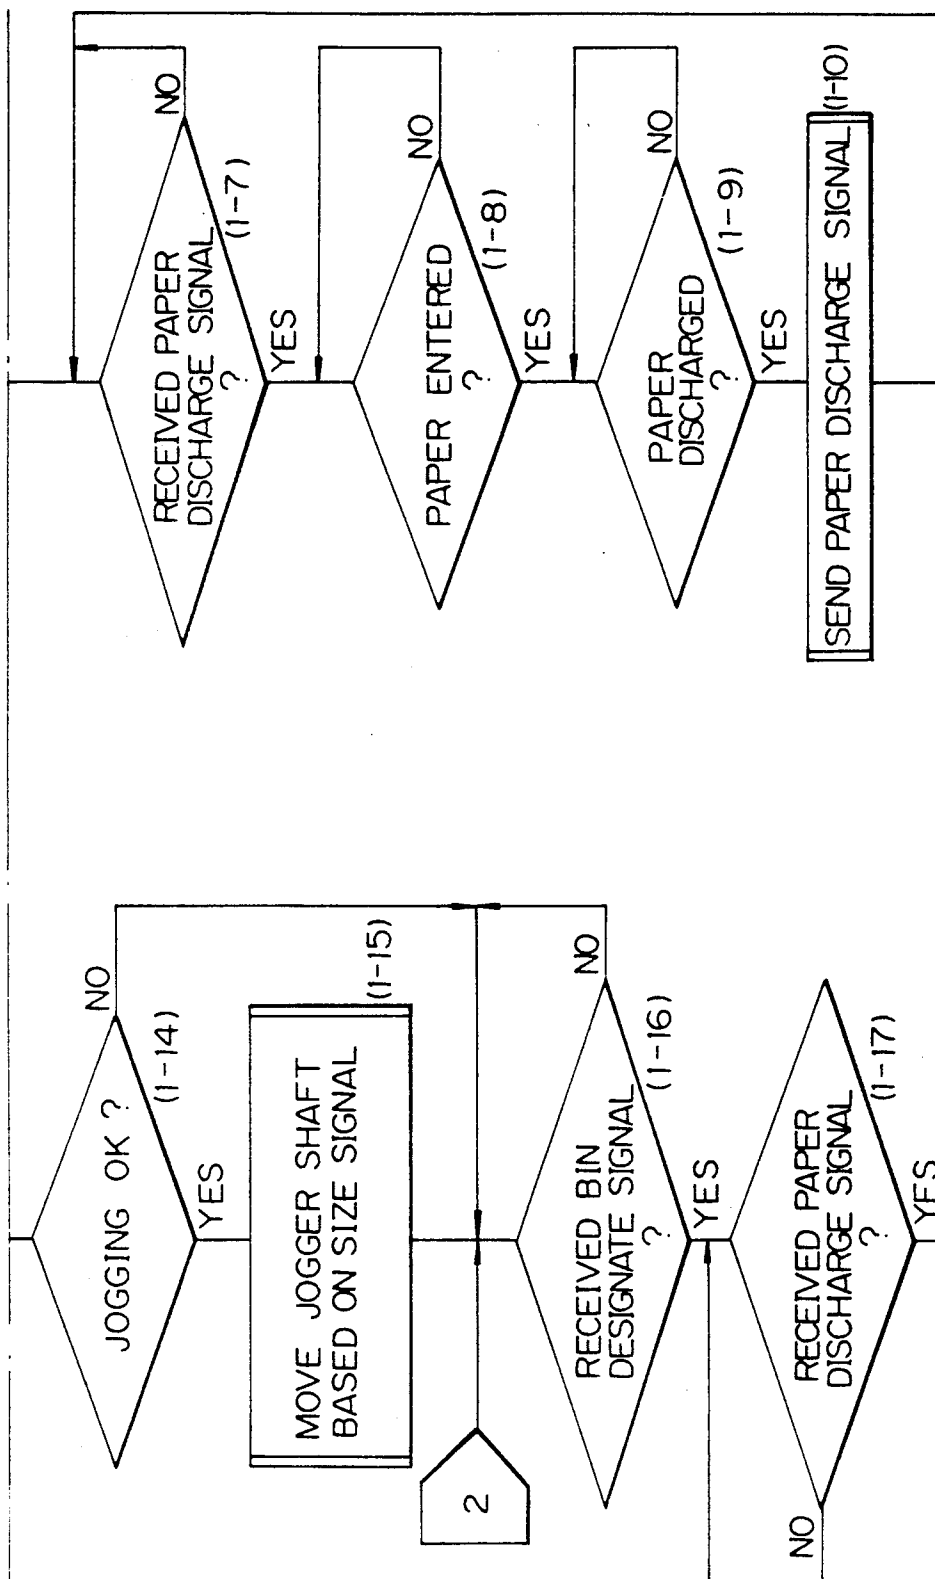 JOGGING OK ?
(1-14)
NO
YES
MOVE JOGGER SHAFT
BASED ON SIZE SIGNAL
(1-15)
2
RECEIVED BIN
DESIGNATE SIGNAL
?
(1-16)
NO
YES
RECEIVED PAPER
DISCHARGE SIGNAL
?
(1-17)
NO
YES
RECEIVED PAPER
DISCHARGE SIGNAL
?
(1-7)
NO
YES
PAPER ENTERED
?
(1-8)
NO
YES
PAPER
DISCHARGED
?
(1-9)
NO
YES
SEND PAPER DISCHARGE SIGNAL
(1-10)